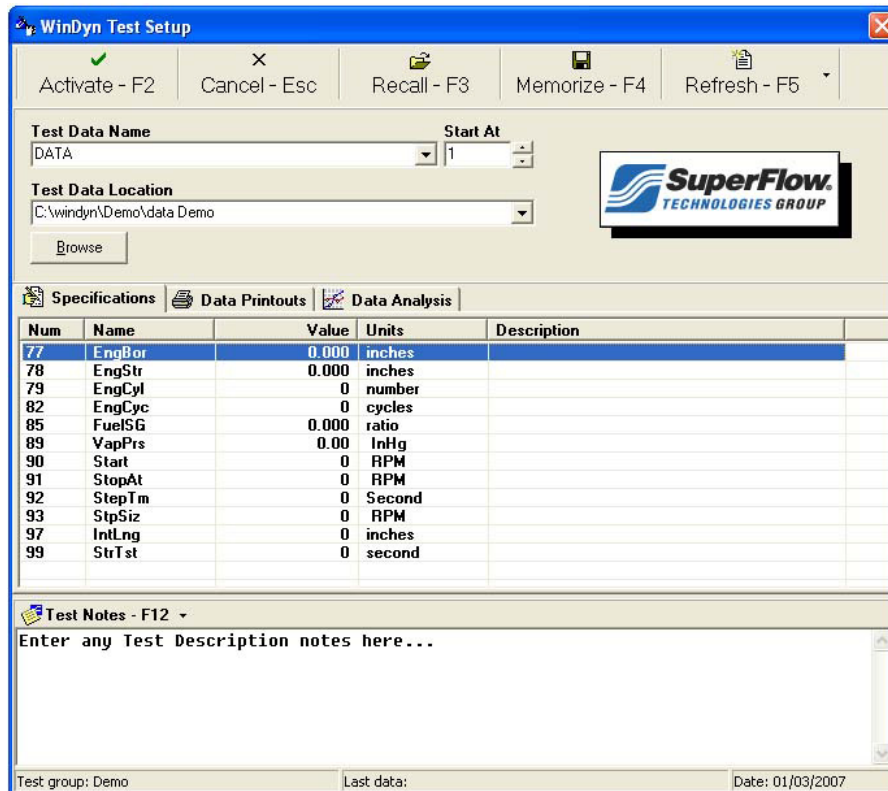 WinDyn Test Setup
Activate - F2 Cancel - Esc Recall - F3 Memorize - F4 Refresh - F5
Test Data Name Start At
DATA 1
Test Data Location
C:\windyn\Demo\data Demo
Browse
SuperFlow.
TECHNOLOGIES GROUP
Specifications Data Printouts Data Analysis
Num Name Value Units Description
77 EngBor 0.000 inches
78 EngStr 0.000 inches
79 EngCyl 0 number
82 EngCyc 0 cycles
85 FuelSG 0.000 ratio
89 VapPrs 0.00 InHg
90 Start 0 RPM
91 StopAt 0 RPM
92 StepTm 0 Second
93 StpSiz 0 RPM
97 IntLng 0 inches
99 StrTst 0 second
Test Notes - F12
Enter any Test Description notes here...
Test group: Demo Last data: Date: 01/03/2007